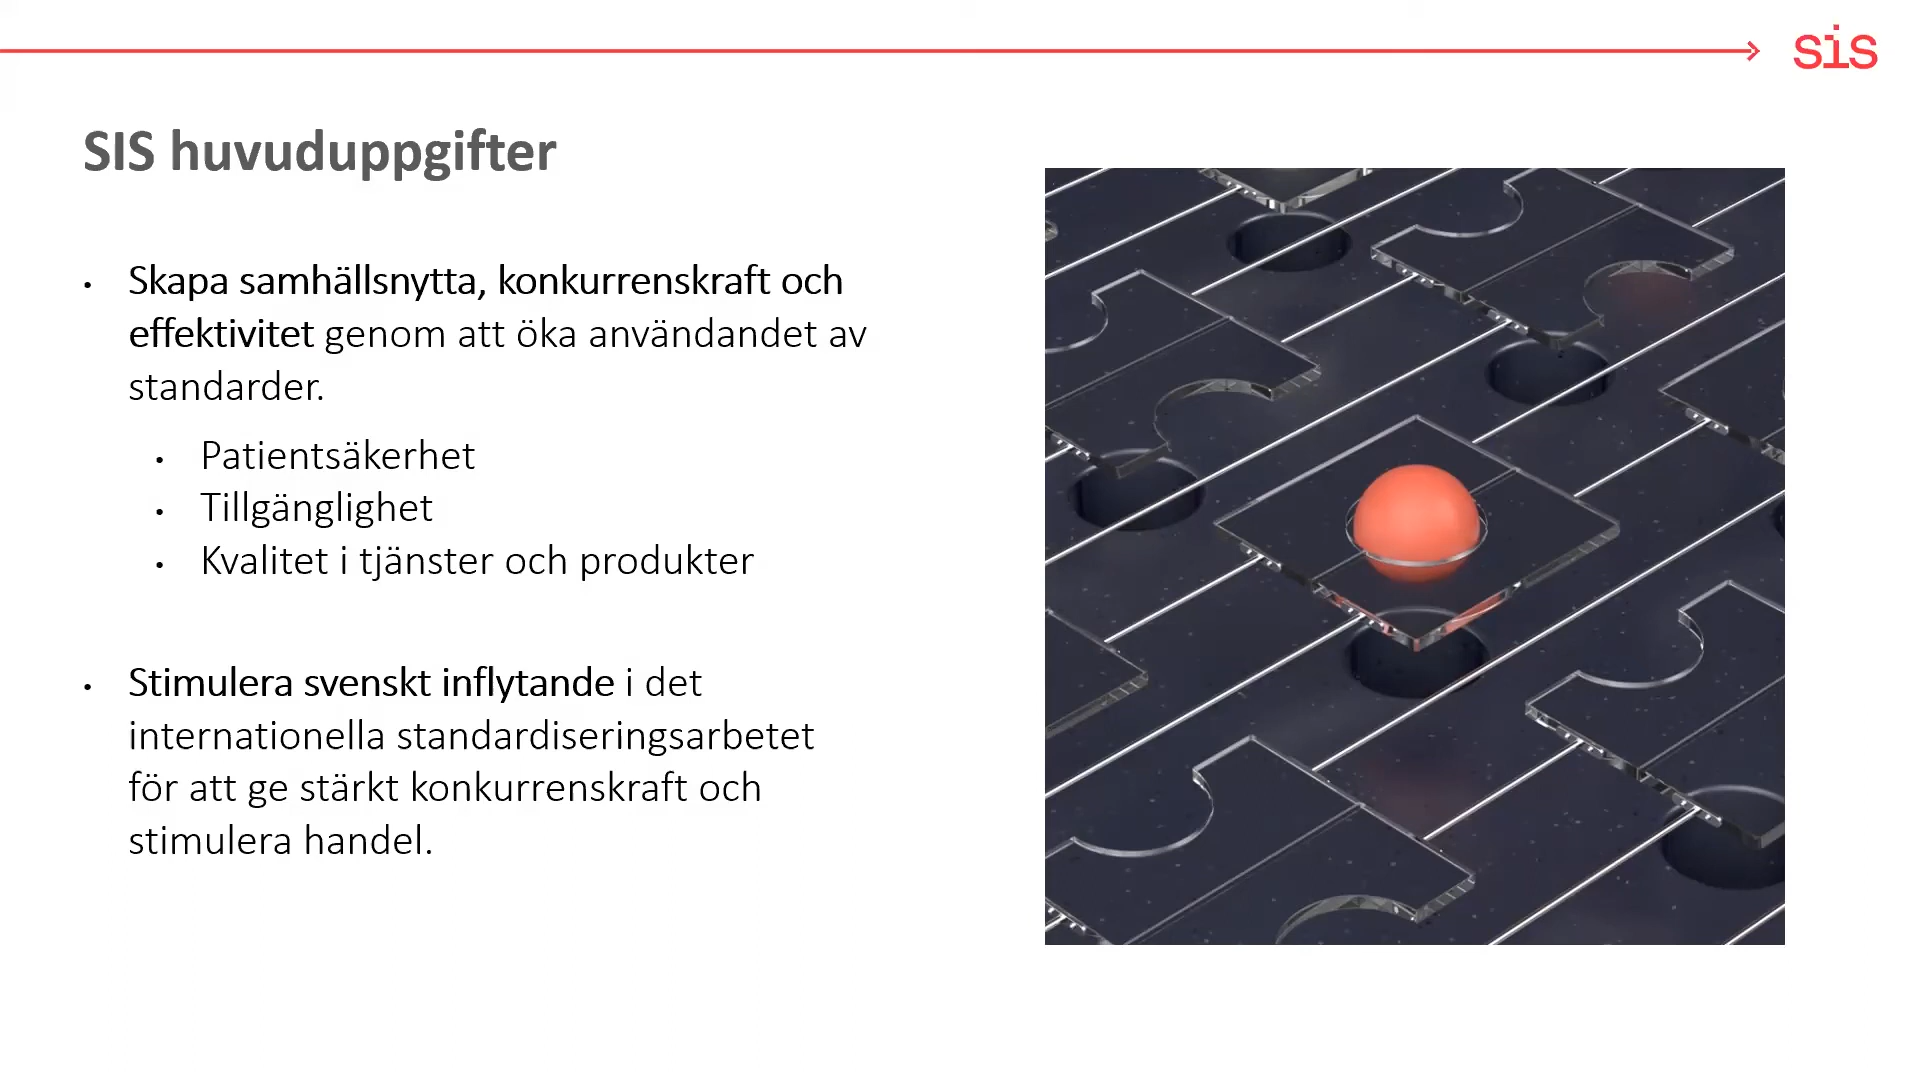 sis
SIS huvuduppgifter
• Skapa samhällsnytta, konkurrenskraft och
effektivitet genom att öka användandet av
standarder.
• Patientsäkerhet
• Tillgänglighet
• Kvalitet i tjänster och produkter
• Stimulera svenskt inflytande i det
internationella standardiseringsarbetet
för att ge stärkt konkurrenskraft och
stimulera handel.